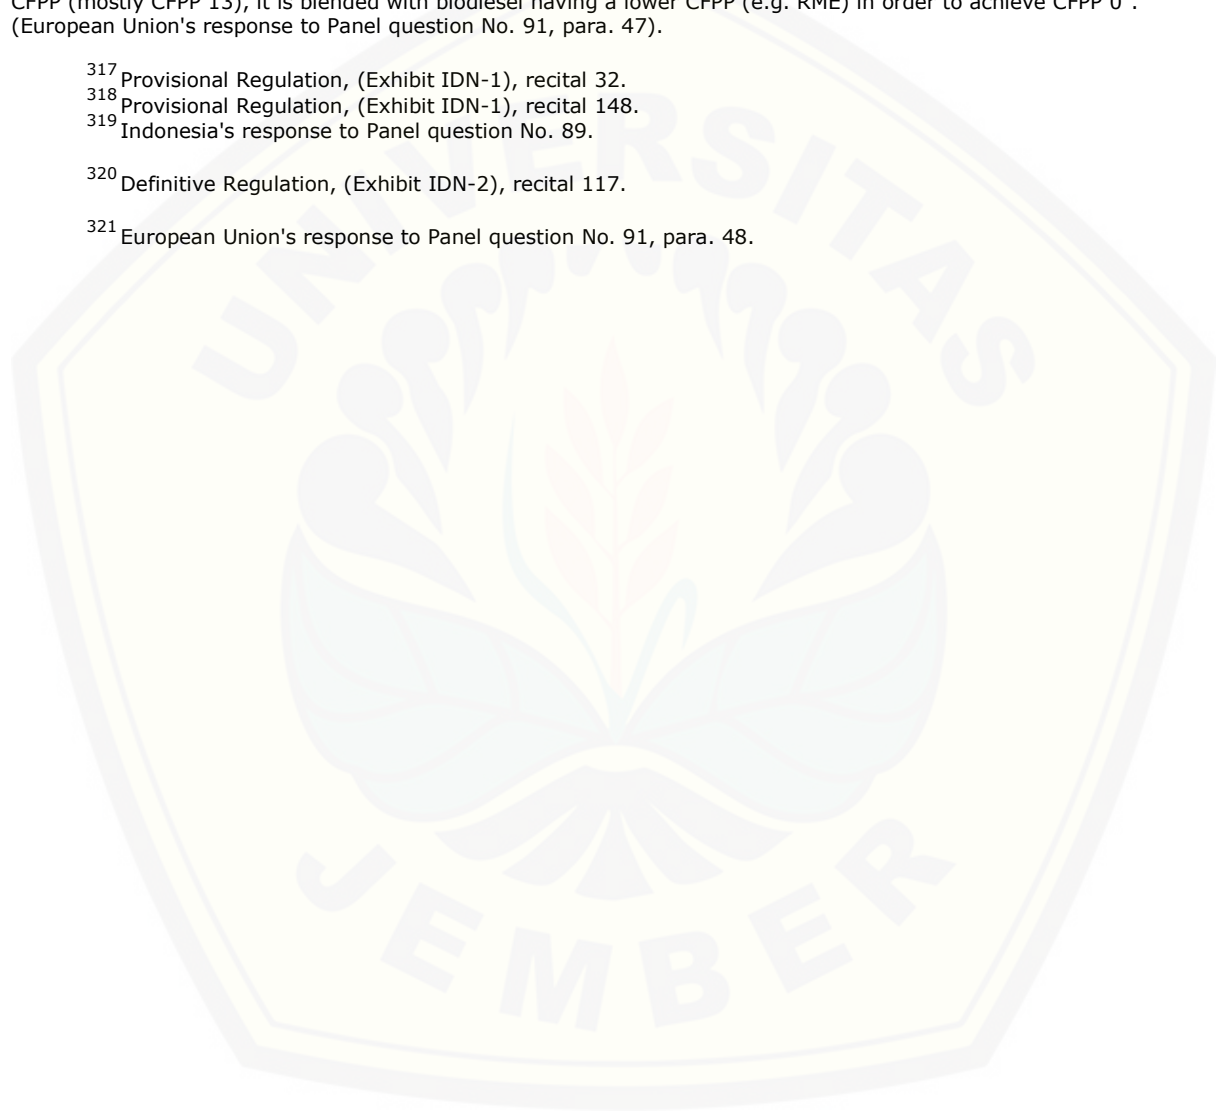 CFPP (mostly CFPP 13), it is blended with biodiesel having a lower CFPP (e.g. RME) in order to achieve CFPP 0".
(European Union's response to Panel question No. 91, para. 47).
317 Provisional Regulation, (Exhibit IDN-1), recital 32.
318 Provisional Regulation, (Exhibit IDN-1), recital 148.
319 Indonesia's response to Panel question No. 89.
320 Definitive Regulation, (Exhibit IDN-2), recital 117.
321 European Union's response to Panel question No. 91, para. 48.
UNIVERSITAS
JEMBER